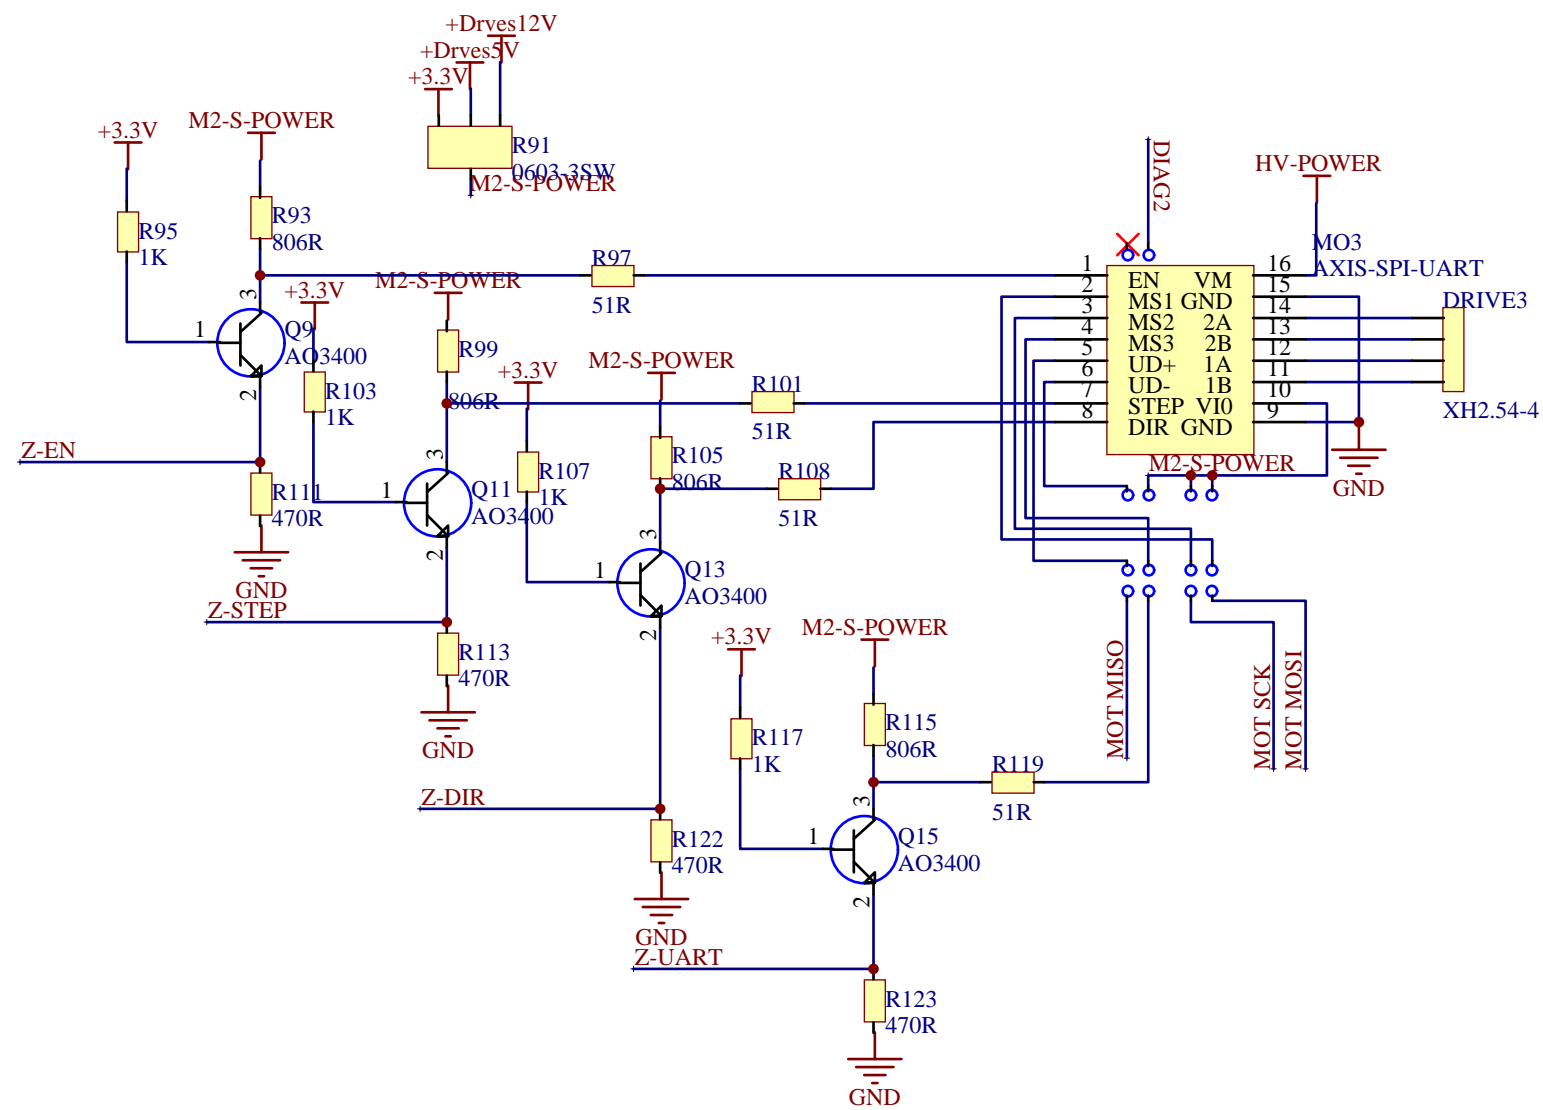 +Drves12V
+Drves5V
+3.3V
R91
0603-3SW
M2-S-POWER
+3.3V
M2-S-POWER
R95
1K
R93
806R
3
1
Q9
AO3400
2
Z-EN
R111
470R
GND
R97
51R
+3.3V
M2-S-POWER
R103
1K
R99
806R
3
1
Q11
AO3400
2
Z-STEP
R113
470R
GND
R101
51R
+3.3V
M2-S-POWER
R107
1K
R105
806R
3
1
Q13
AO3400
2
Z-DIR
R122
470R
GND
R108
51R
+3.3V
M2-S-POWER
R117
1K
R115
806R
3
1
Q15
AO3400
2
Z-UART
R123
470R
GND
R119
51R
DIAG2
HV-POWER
MO3
AXIS-SPI-UART
1 EN VM 16
2 MS1 GND 15
3 MS2 2A 14
4 MS3 2B 13
5 UD+ 1A 12
6 UD- 1B 11
7 STEP VI0 10
8 DIR GND 9
DRIVE3
XH2.54-4
M2-S-POWER
GND
MOT MISO
MOT SCK
MOT MOSI